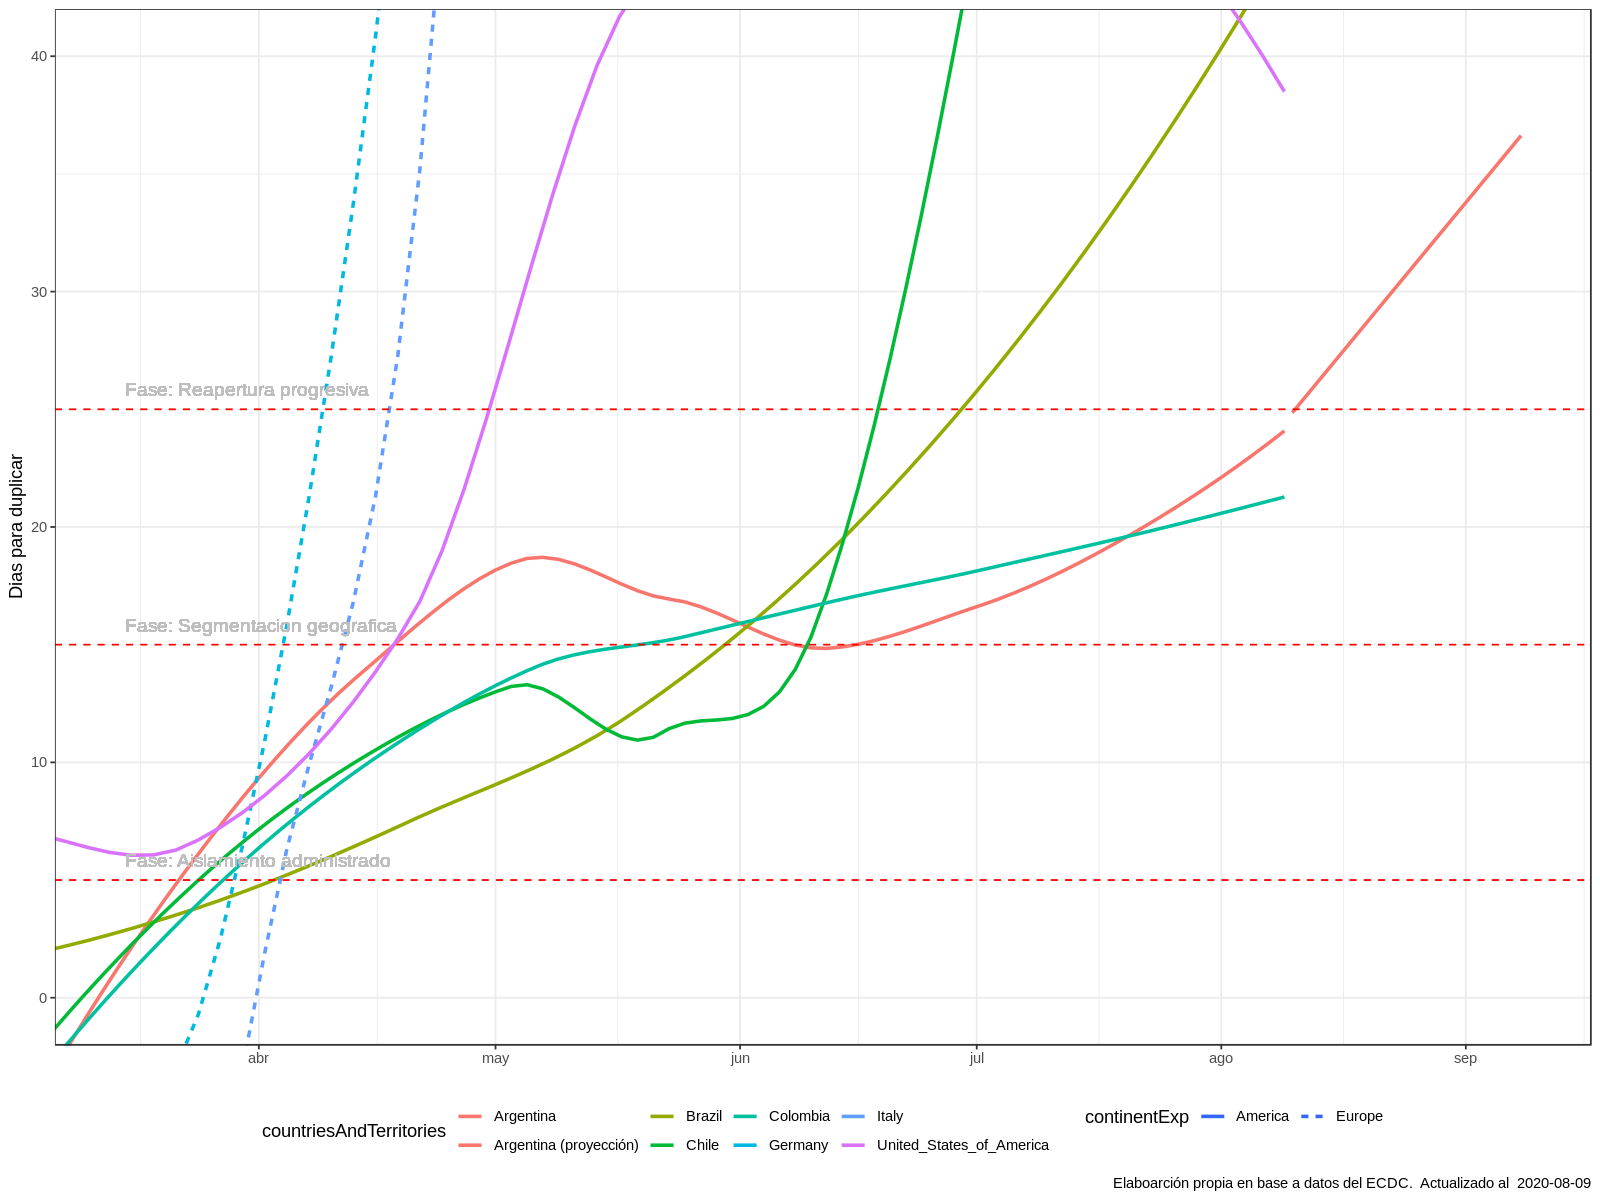 40
30
20
10
0
Dias para duplicar
Fase: Reapertura progresiva
Fase: Segmentacion geografica
Fase: Aislamiento administrado
abr may jun jul ago sep
countriesAndTerritories
Argentina Brazil Colombia Italy
Argentina (proyección) Chile Germany United_States_of_America
continentExp America Europe
Elaboarción propia en base a datos del ECDC. Actualizado al 2020-08-09